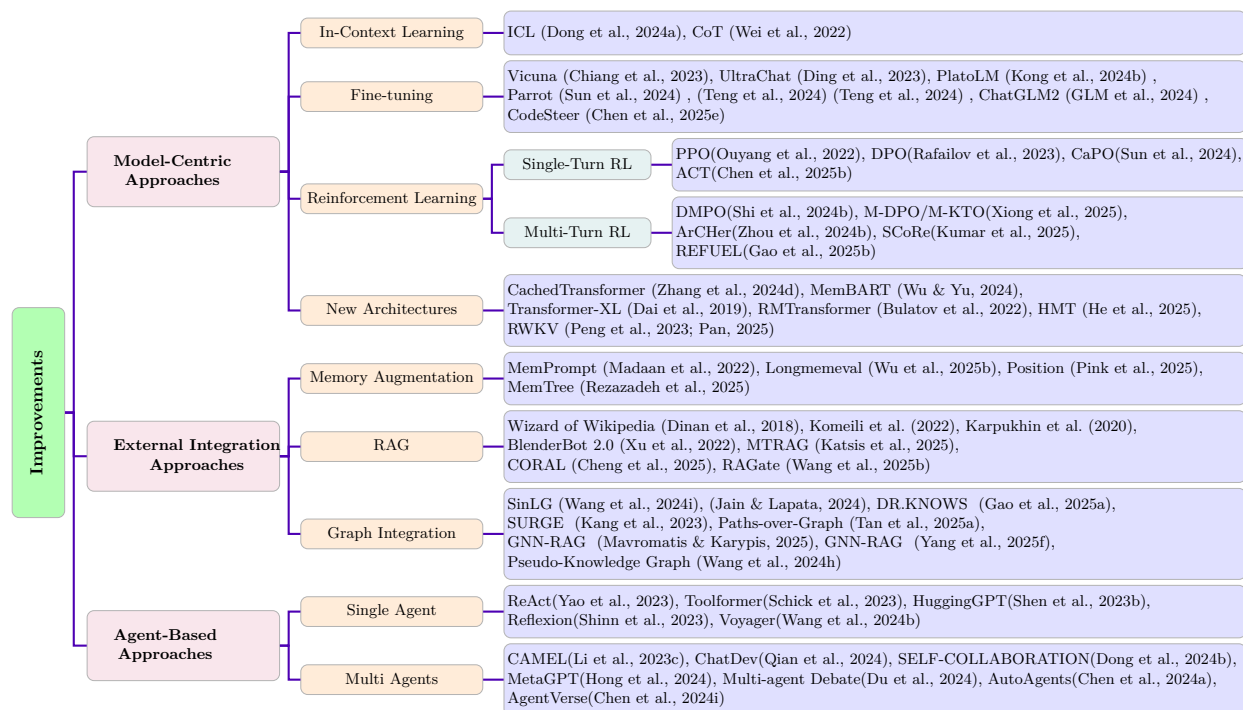 Improvements
Model-Centric
Approaches
In-Context Learning
ICL (Dong et al., 2024a), CoT (Wei et al., 2022)
Fine-tuning
Vicuna (Chiang et al., 2023), UltraChat (Ding et al., 2023), PlatoLM (Kong et al., 2024b) ,
Parrot (Sun et al., 2024) , (Teng et al., 2024) (Teng et al., 2024) , ChatGLM2 (GLM et al., 2024) ,
CodeSteer (Chen et al., 2025e)
Reinforcement Learning
Single-Turn RL
PPO(Ouyang et al., 2022), DPO(Rafailov et al., 2023), CaPO(Sun et al., 2024),
ACT(Chen et al., 2025b)
Multi-Turn RL
DMPO(Shi et al., 2024b), M-DPO/M-KTO(Xiong et al., 2025),
ArCHer(Zhou et al., 2024b), SCoRe(Kumar et al., 2025),
REFUEL(Gao et al., 2025b)
New Architectures
CachedTransformer (Zhang et al., 2024d), MemBART (Wu & Yu, 2024),
Transformer-XL (Dai et al., 2019), RMTransformer (Bulatov et al., 2022), HMT (He et al., 2025),
RWKV (Peng et al., 2023; Pan, 2025)
External Integration
Approaches
Memory Augmentation
MemPrompt (Madaan et al., 2022), Longmemeval (Wu et al., 2025b), Position (Pink et al., 2025),
MemTree (Rezazadeh et al., 2025)
RAG
Wizard of Wikipedia (Dinan et al., 2018), Komeili et al. (2022), Karpukhin et al. (2020),
BlenderBot 2.0 (Xu et al., 2022), MTRAG (Katsis et al., 2025),
CORAL (Cheng et al., 2025), RAGate (Wang et al., 2025b)
Graph Integration
SinLG (Wang et al., 2024i), (Jain & Lapata, 2024), DR.KNOWS (Gao et al., 2025a),
SURGE (Kang et al., 2023), Paths-over-Graph (Tan et al., 2025a),
GNN-RAG (Mavromatis & Karypis, 2025), GNN-RAG (Yang et al., 2025f),
Pseudo-Knowledge Graph (Wang et al., 2024h)
Agent-Based
Approaches
Single Agent
ReAct(Yao et al., 2023), Toolformer(Schick et al., 2023), HuggingGPT(Shen et al., 2023b),
Reflexion(Shinn et al., 2023), Voyager(Wang et al., 2024b)
Multi Agents
CAMEL(Li et al., 2023c), ChatDev(Qian et al., 2024), SELF-COLLABORATION(Dong et al., 2024b),
MetaGPT(Hong et al., 2024), Multi-agent Debate(Du et al., 2024), AutoAgents(Chen et al., 2024a),
AgentVerse(Chen et al., 2024i)